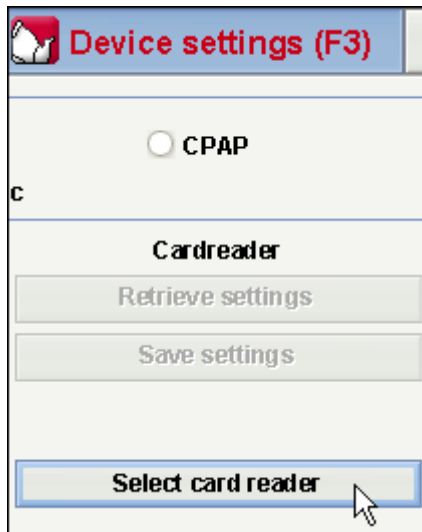 Device settings (F3)
CPAP
c
Cardreader
Retrieve settings
Save settings
Select card reader